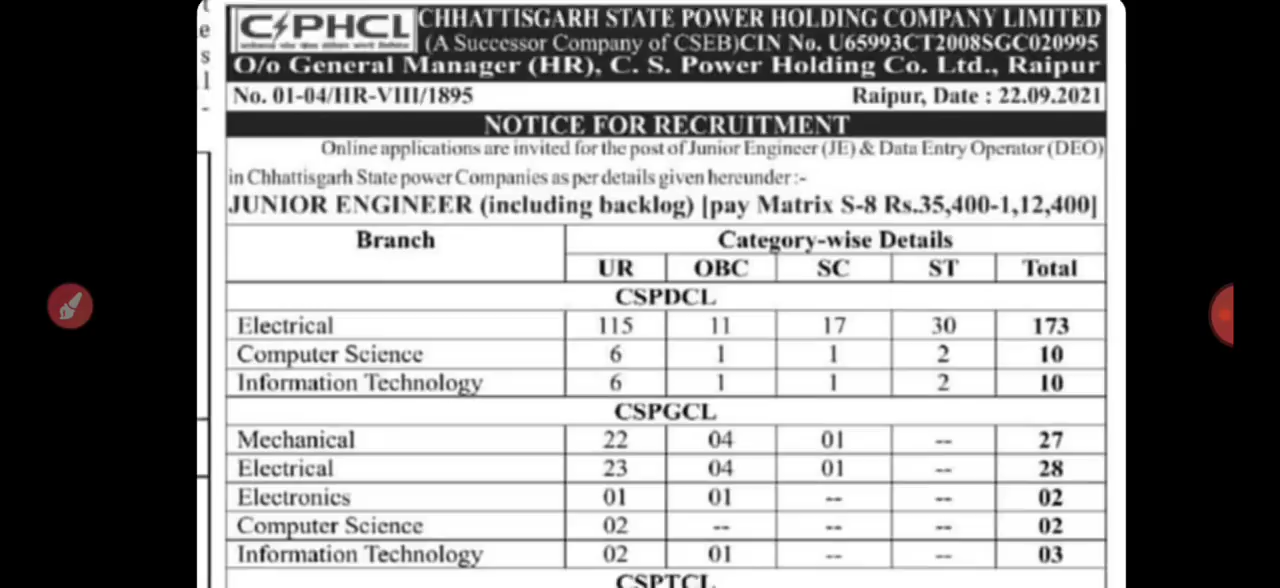 t
e
s
l
-
CSPHCL
CHHATTISGARH STATE POWER HOLDING COMPANY LIMITED
(A Successor Company of CSEB)CIN No. U65993CT2008SGC020995
O/o General Manager (HR), C. S. Power Holding Co. Ltd., Raipur
No. 01-04/HR-VIII/1895 Raipur, Date : 22.09.2021
NOTICE FOR RECRUITMENT
Online applications are invited for the post of Junior Engineer (JE) & Data Entry Operator (DEO)
in Chhattisgarh State power Companies as per details given hereunder :-
JUNIOR ENGINEER (including backlog) [pay Matrix S-8 Rs.35,400-1,12,400]
Branch Category-wise Details
UR OBC SC ST Total
CSPDCL
Electrical 115 11 17 30 173
Computer Science 6 1 1 2 10
Information Technology 6 1 1 2 10
CSPGCL
Mechanical 22 04 01 -- 27
Electrical 23 04 01 -- 28
Electronics 01 01 -- -- 02
Computer Science 02 -- -- -- 02
Information Technology 02 01 -- -- 03
CSPTCL